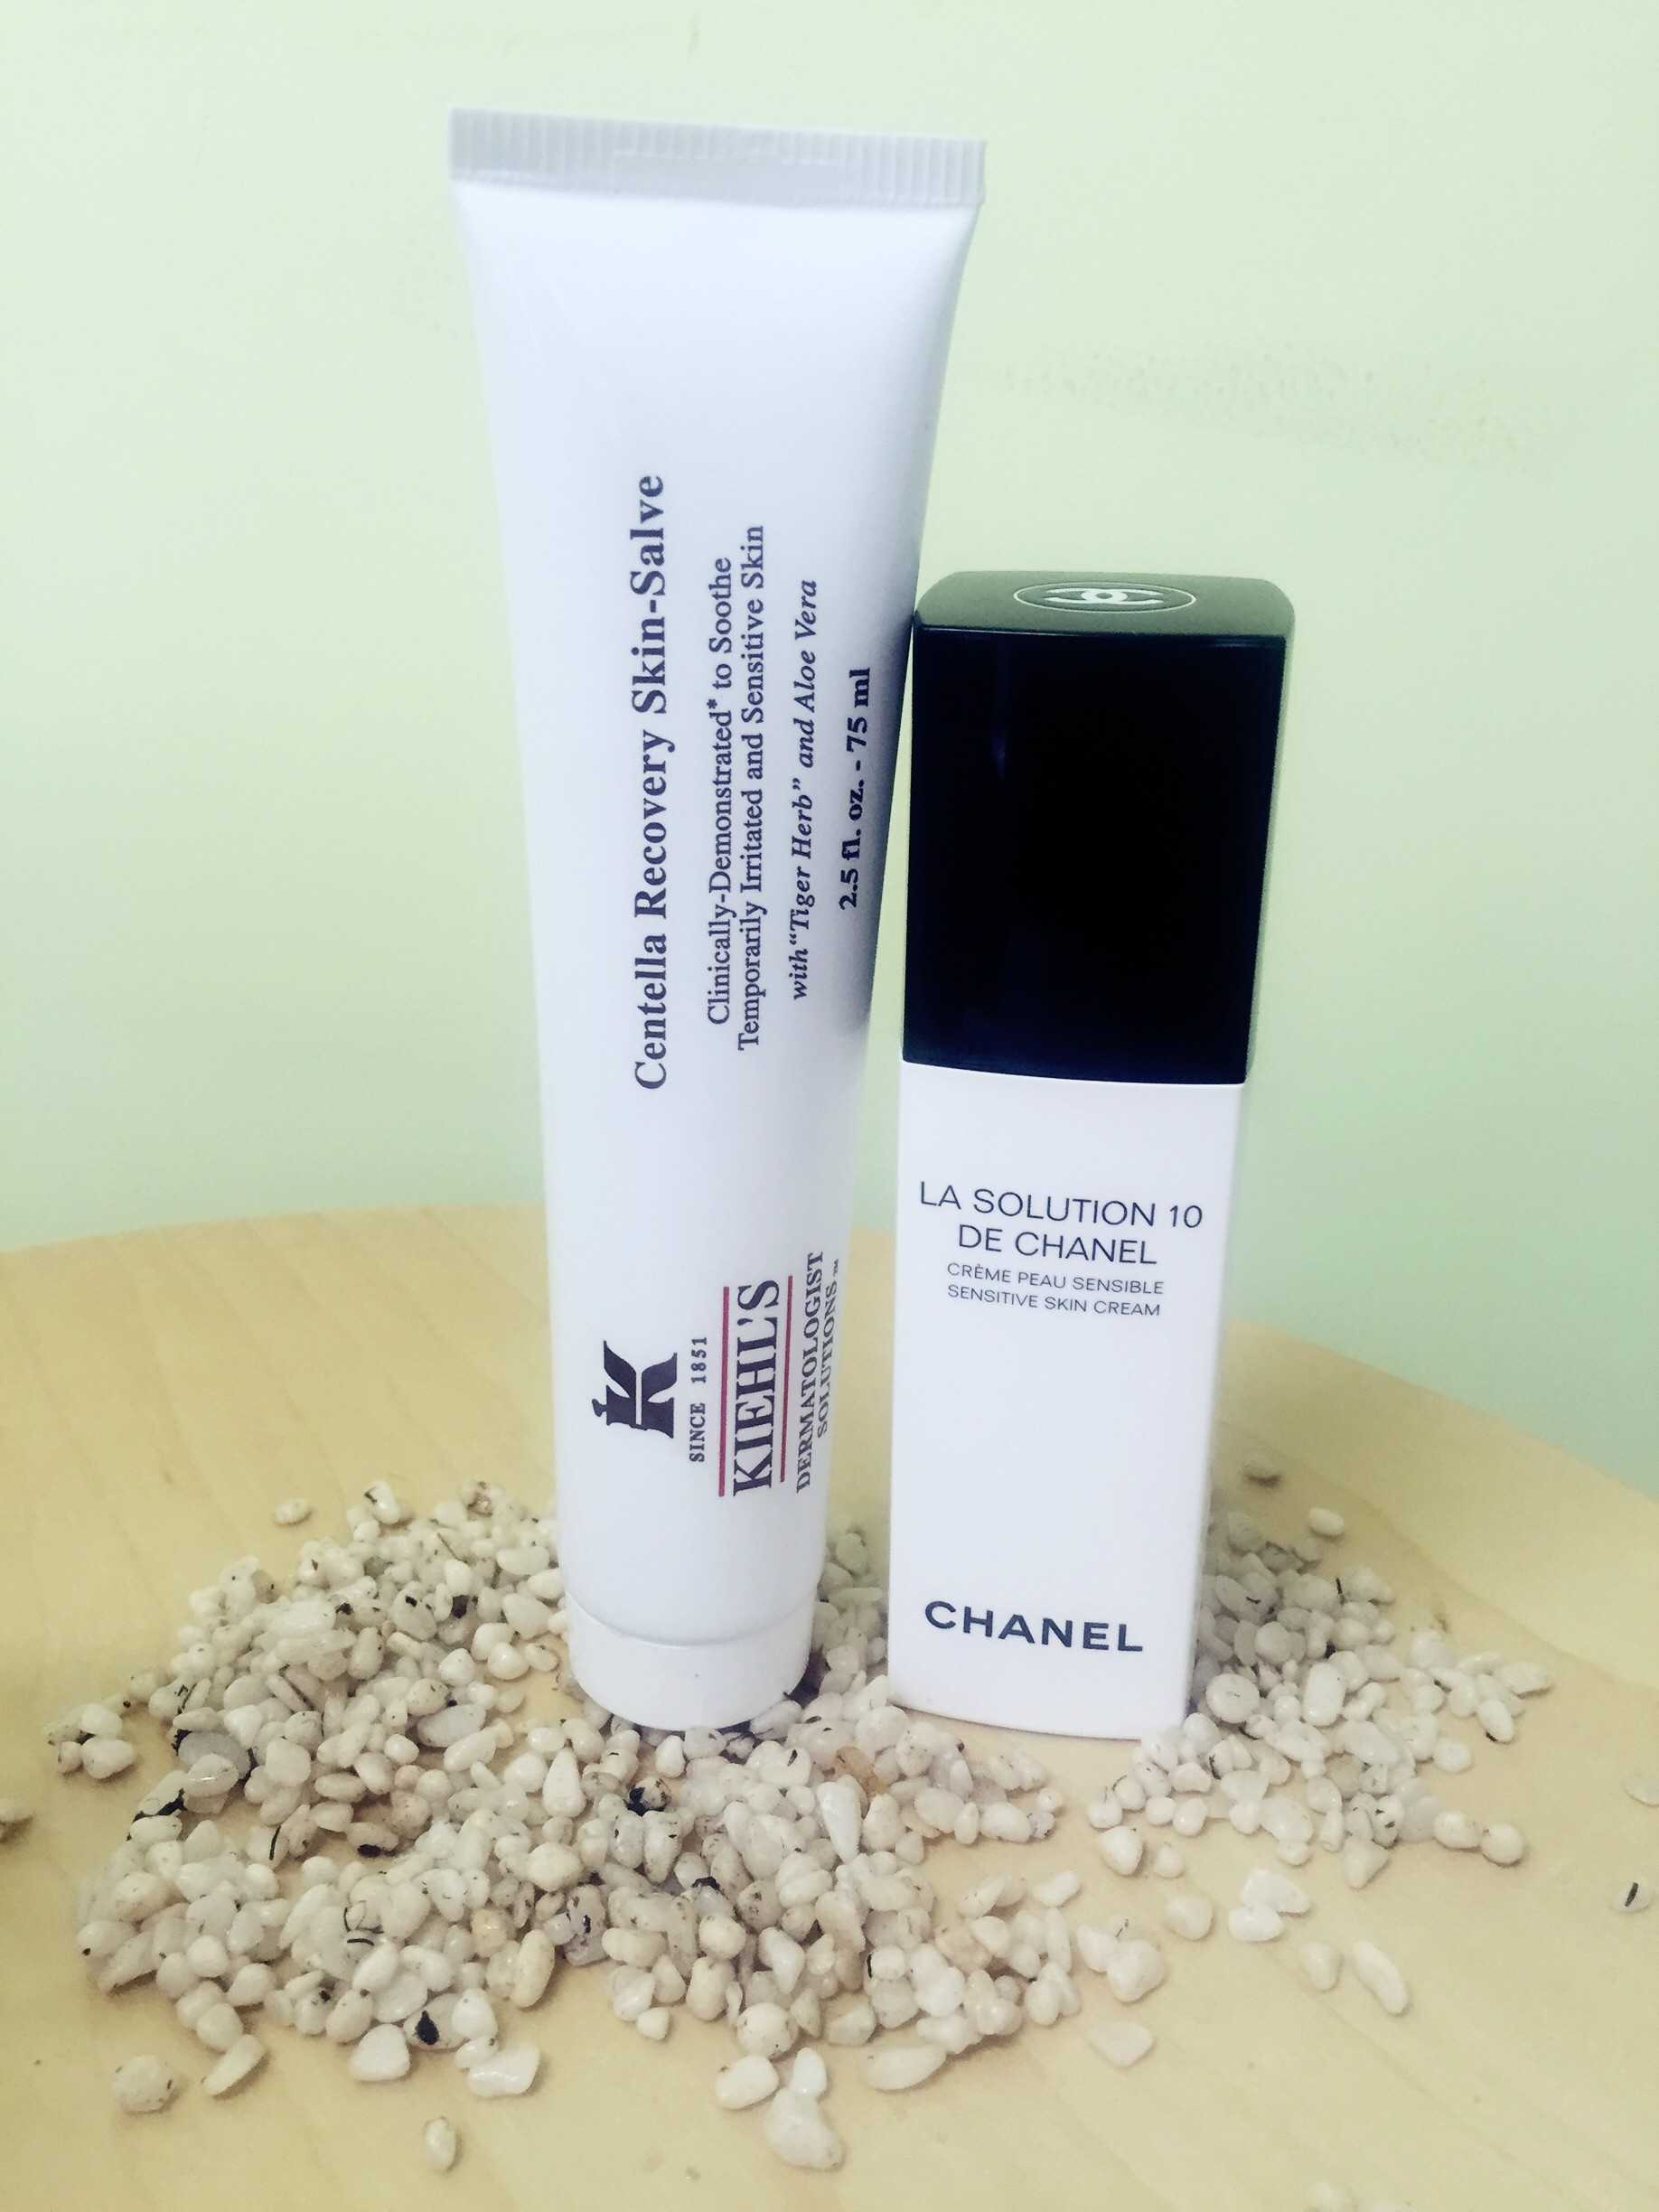 Centella Recovery Skin-Salve
Clinically-Demonstrated* to Soothe
Temporarily Irritated and Sensitive Skin
with "Tiger Herb" and Aloe Vera
2.5 fl. oz. - 75 ml
K
SINCE 1851
KIEHL'S
DERMATOLOGIST
SOLUTIONS™
LA SOLUTION 10
DE CHANEL
CRÈME PEAU SENSIBLE
SENSITIVE SKIN CREAM
CHANEL